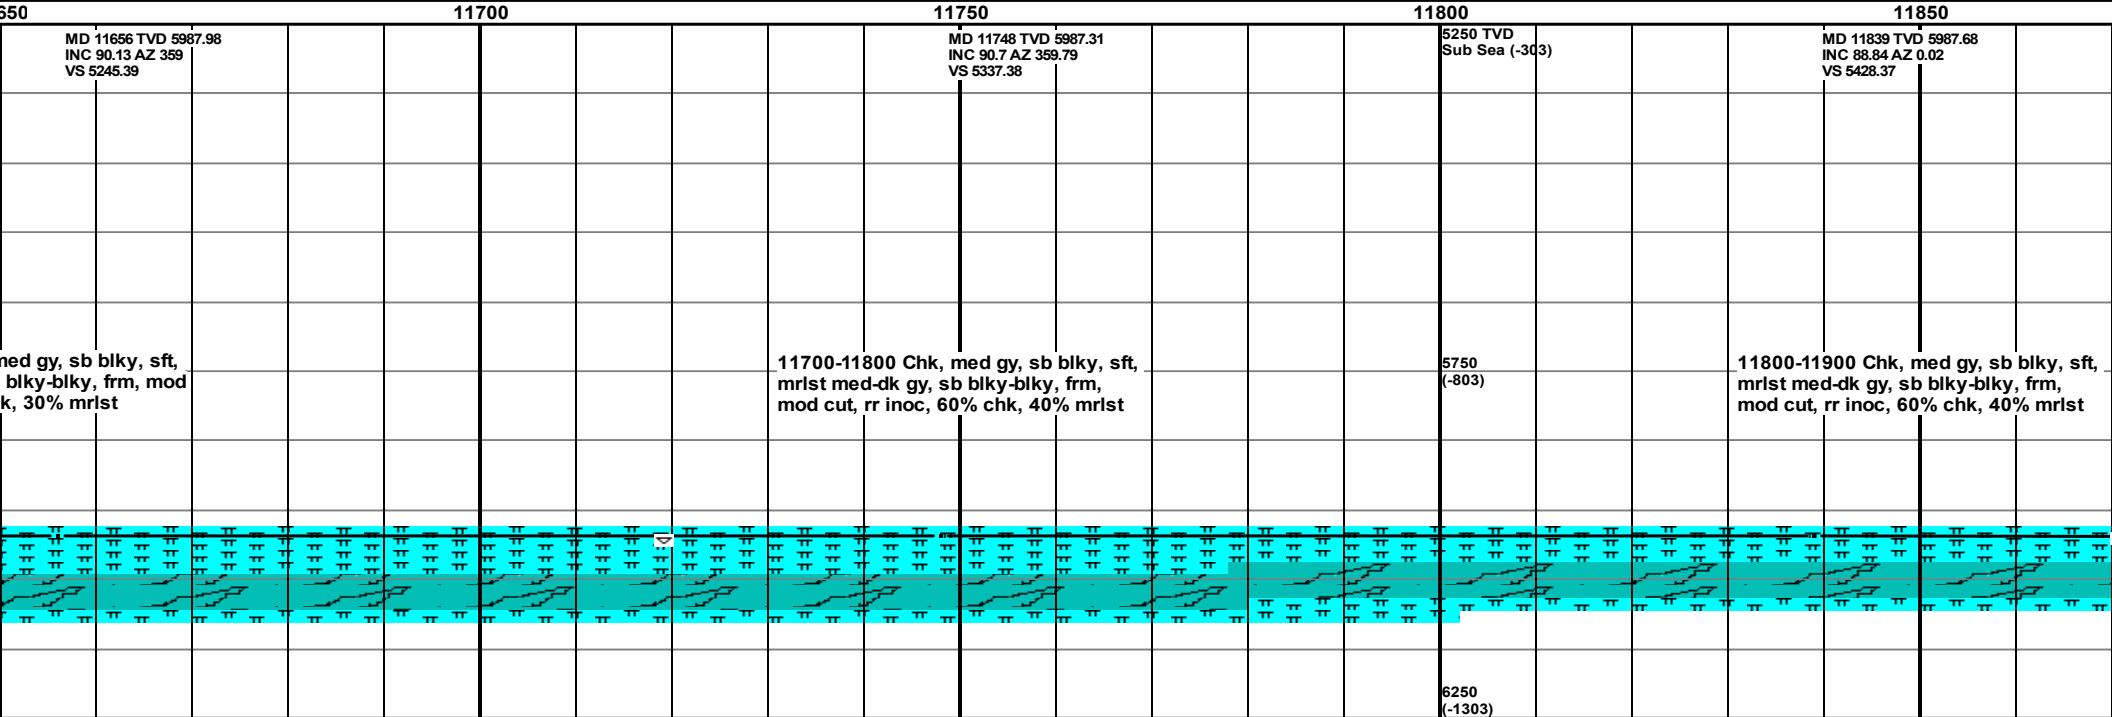 650 11700 11750 11800 11850
MD 11656 TVD 5987.98
INC 90.13 AZ 359
VS 5245.39
MD 11748 TVD 5987.31
INC 90.7 AZ 359.79
VS 5337.38
5250 TVD
Sub Sea (-303)
MD 11839 TVD 5987.68
INC 88.84 AZ 0.02
VS 5428.37
med gy, sb blky, sft,
blky-blky, frm, mod
k, 30% mrlst
11700-11800 Chk, med gy, sb blky, sft,
mrlst med-dk gy, sb blky-blky, frm,
mod cut, rr inoc, 60% chk, 40% mrlst
5750
(-803)
11800-11900 Chk, med gy, sb blky, sft,
mrlst med-dk gy, sb blky-blky, frm,
mod cut, rr inoc, 60% chk, 40% mrlst
6250
(-1303)